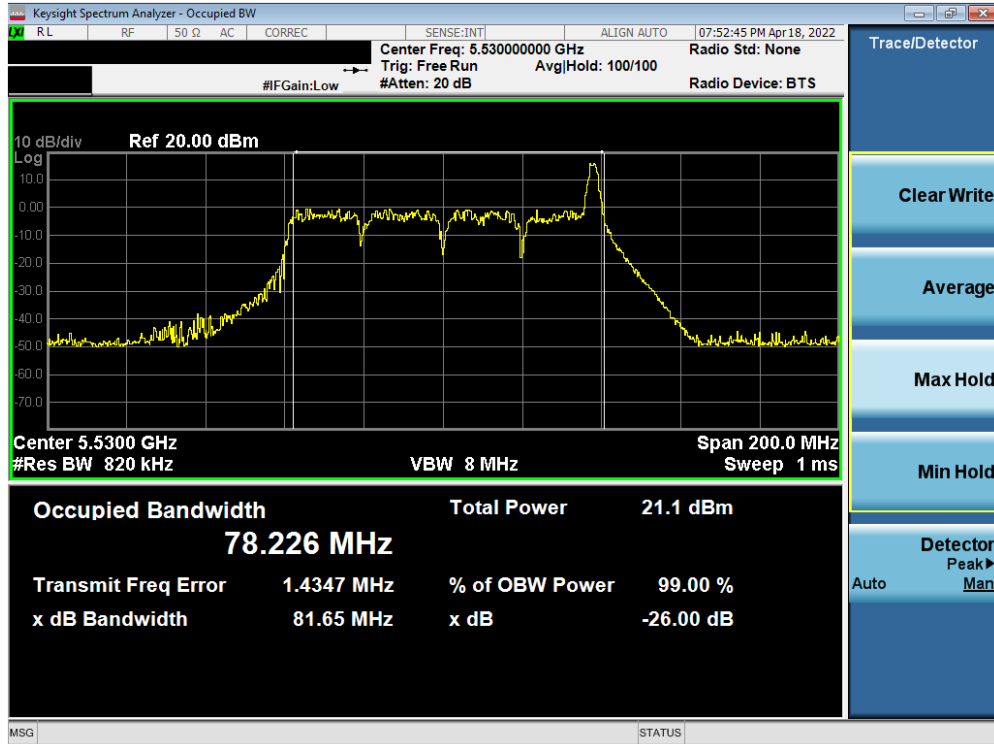 Keysight Spectrum Analyzer - Occupied BW
LXI RL RF 50 Ω AC CORREC SENSE:INT ALIGN AUTO 07:52:45 PM Apr 18, 2022
Center Freq: 5.530000000 GHz Radio Std: None
Trig: Free Run Avg|Hold: 100/100
#IFGain:Low #Atten: 20 dB Radio Device: BTS
Trace/Detector
10 dB/div Ref 20.00 dBm
Log
10.0
0.00
-10.0
-20.0
-30.0
-40.0
-50.0
-60.0
-70.0
Center 5.5300 GHz Span 200.0 MHz
#Res BW 820 kHz VBW 8 MHz Sweep 1 ms
Occupied Bandwidth Total Power 21.1 dBm
78.226 MHz
Transmit Freq Error 1.4347 MHz % of OBW Power 99.00 %
x dB Bandwidth 81.65 MHz x dB -26.00 dB
Clear Write
Average
Max Hold
Min Hold
Detector
Peak▶
Auto Man
MSG STATUS